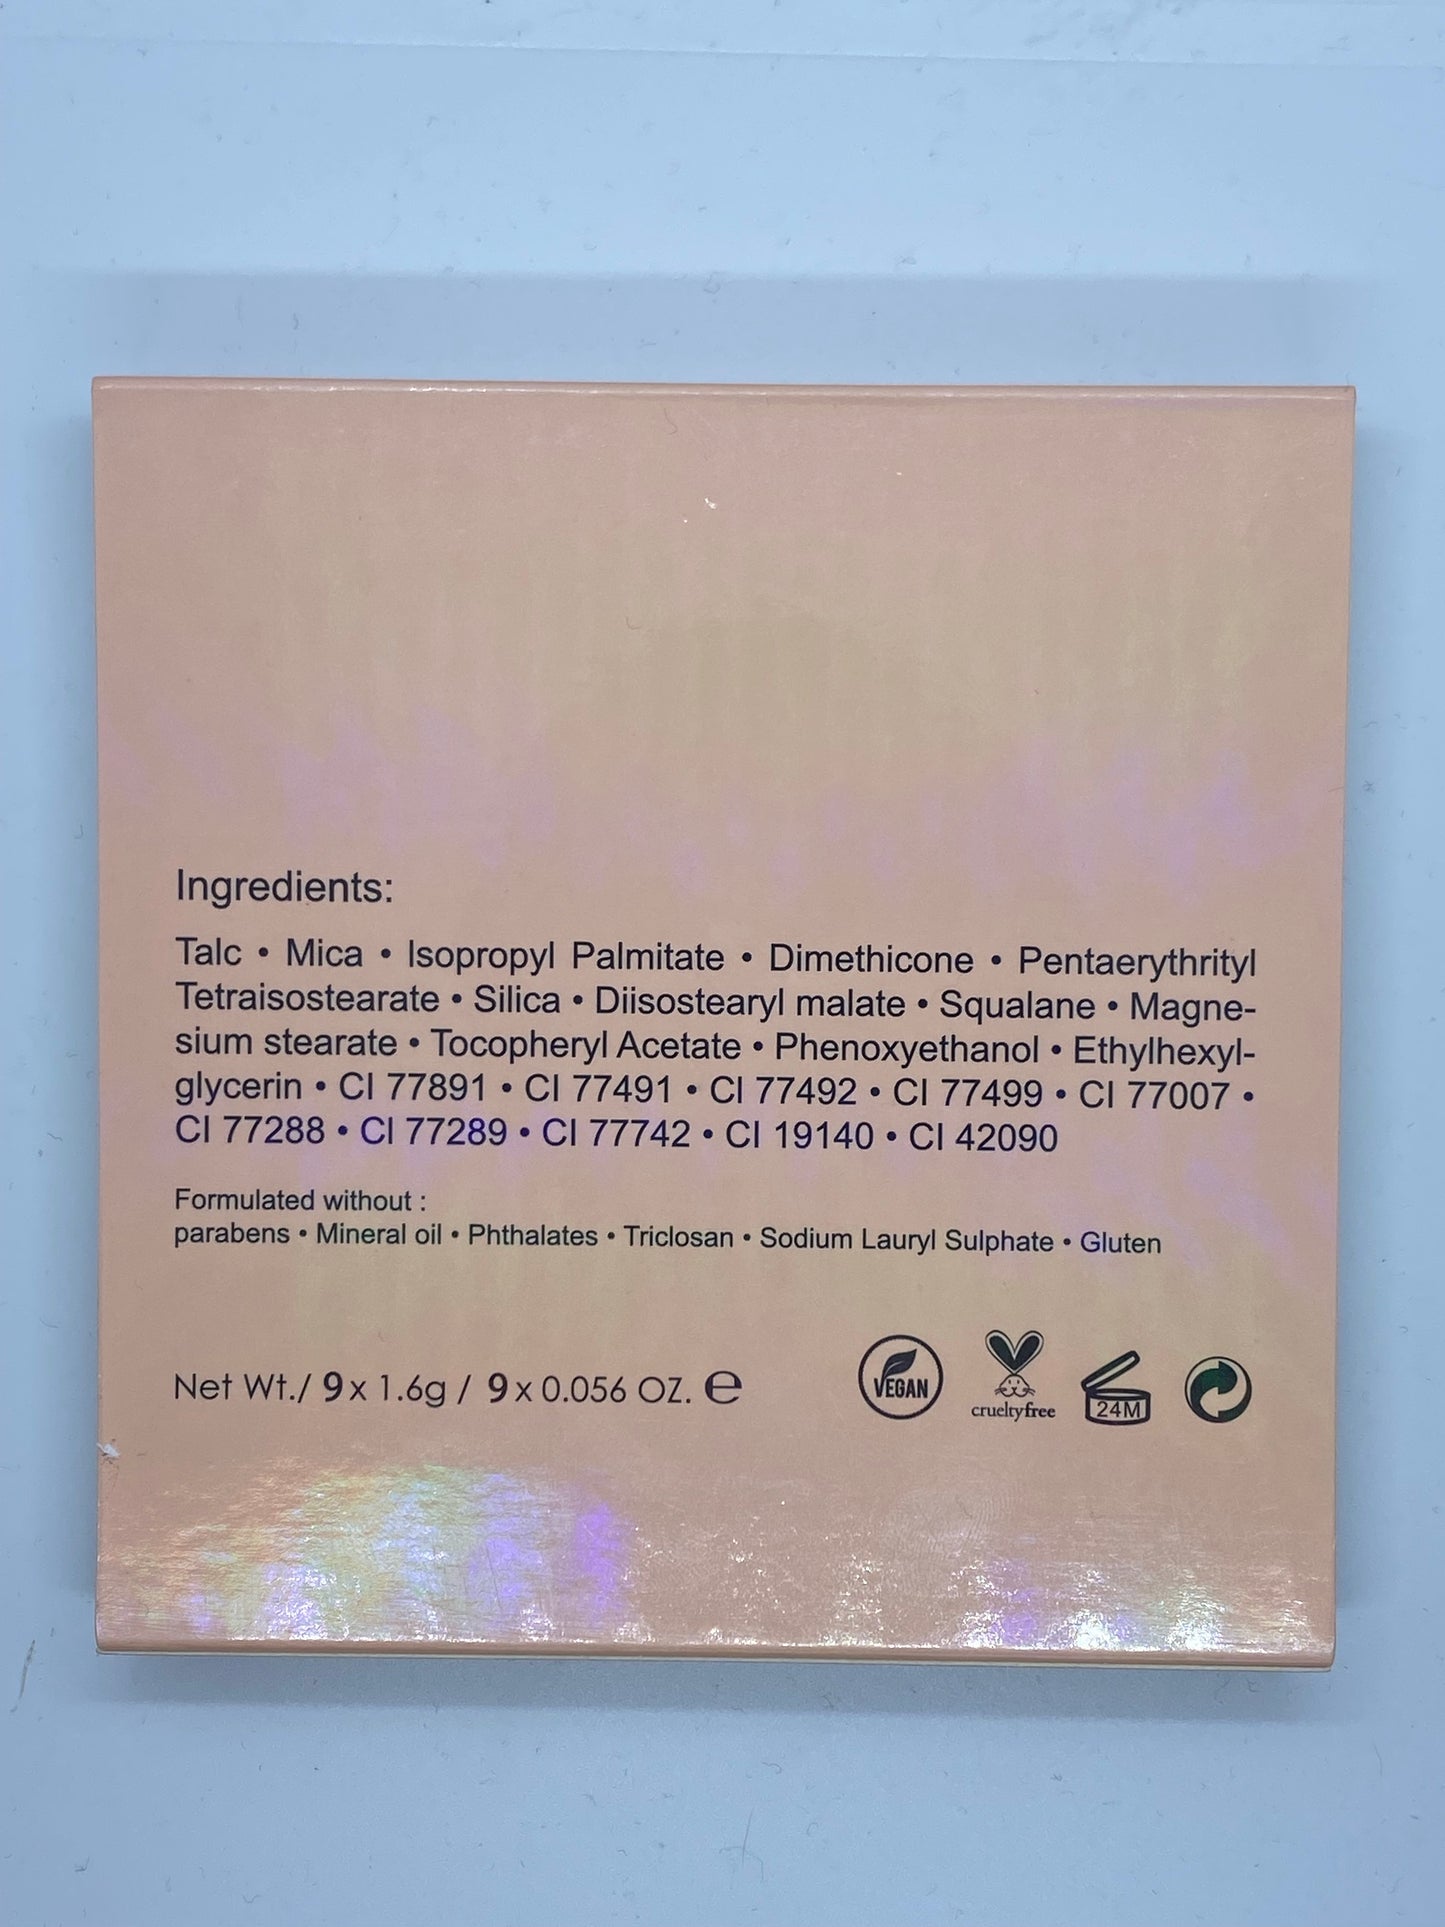 Ingredients:
Talc • Mica • Isopropyl Palmitate • Dimethicone • Pentaerythrityl
Tetraisostearate • Silica • Diisostearyl malate • Squalane • Magne-
sium stearate • Tocopheryl Acetate • Phenoxyethanol • Ethylhexyl-
glycerin • CI 77891 • CI 77491 • CI 77492 • CI 77499 • CI 77007 •
CI 77288 • CI 77289 • CI 77742 • CI 19140 • CI 42090
Formulated without :
parabens • Mineral oil • Phthalates • Triclosan • Sodium Lauryl Sulphate • Gluten
Net Wt./ 9x 1.6g / 9x 0.056 OZ. ℮
VEGAN
crueltyfree
24M